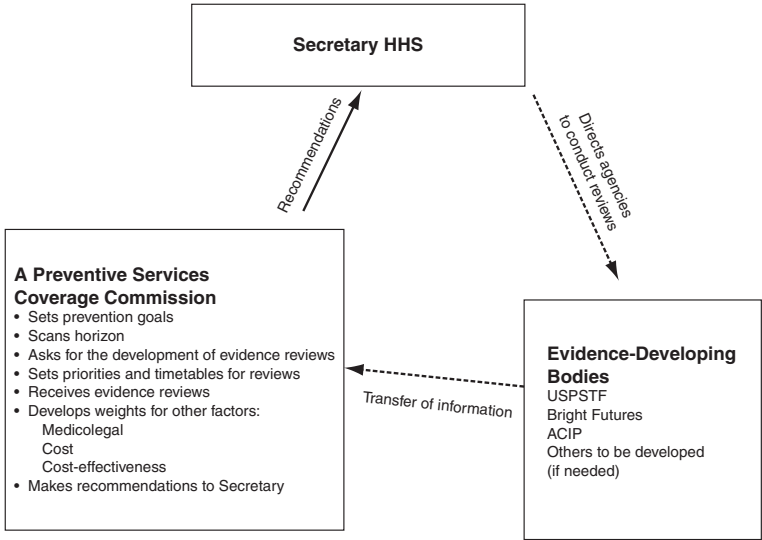 Secretary HHS
Recommendations
Directs agencies
to conduct reviews
A Preventive Services
Coverage Commission
• Sets prevention goals
• Scans horizon
• Asks for the development of evidence reviews
• Sets priorities and timetables for reviews
• Receives evidence reviews
• Develops weights for other factors:
Medicolegal
Cost
Cost-effectiveness
• Makes recommendations to Secretary
Transfer of information
Evidence-Developing
Bodies
USPSTF
Bright Futures
ACIP
Others to be developed
(if needed)